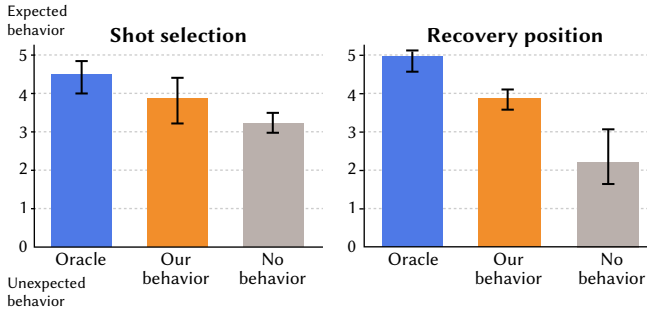 Expected
behavior
Shot selection
5
4
3
2
1
0
Oracle
Our
behavior
No
behavior
Unexpected
behavior
Recovery position
5
4
3
2
1
0
Oracle
Our
behavior
No
behavior